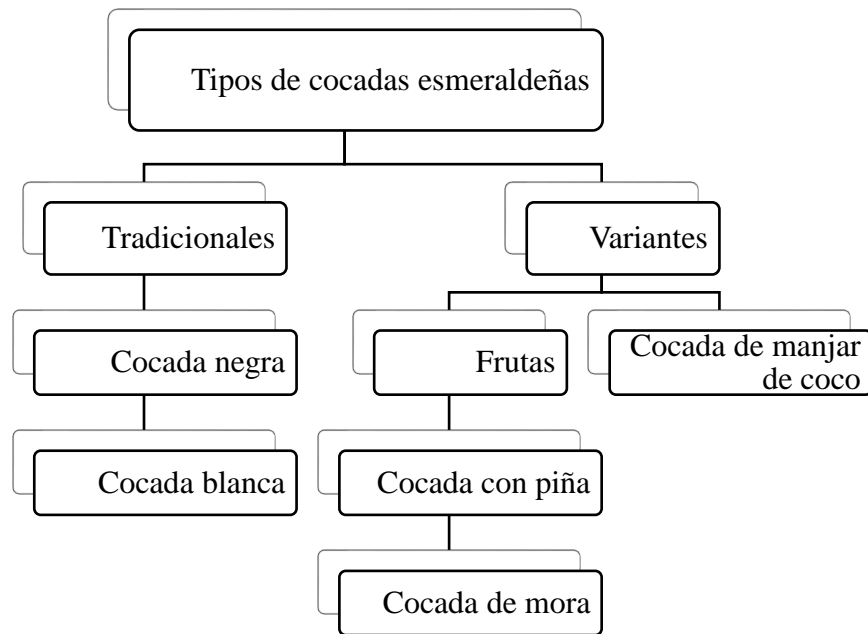 Tipos de cocadas esmeraldeñas
Tradicionales
Variantes
Cocada negra
Frutas
Cocada de manjar
de coco
Cocada blanca
Cocada con piña
Cocada de mora